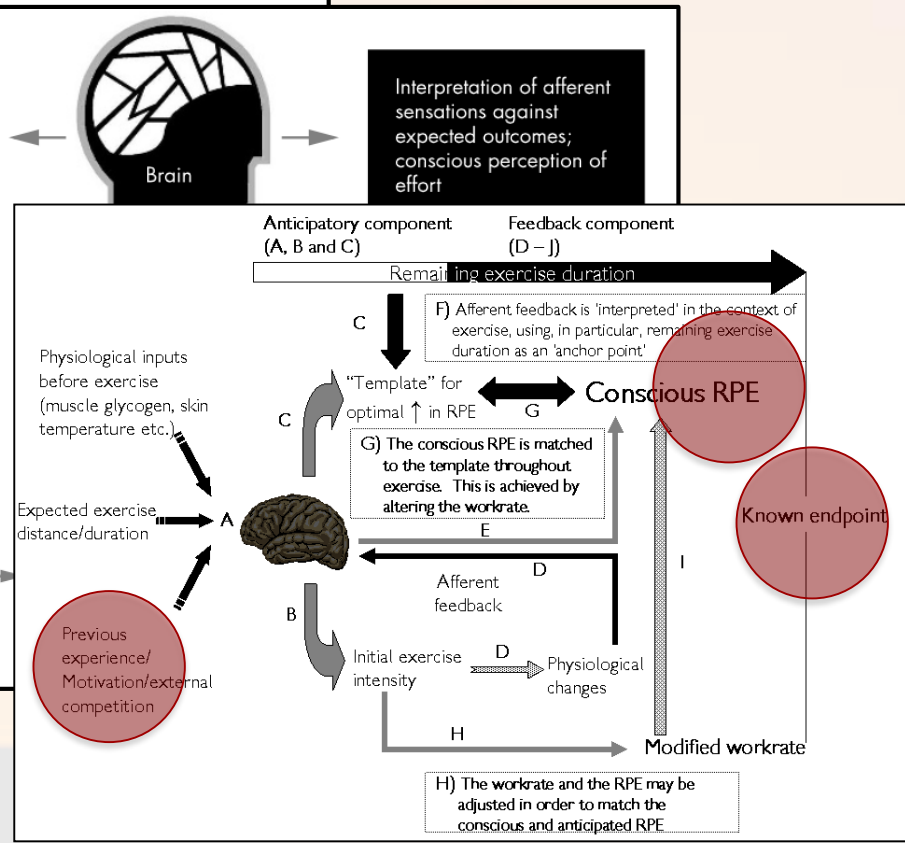 Brain
Interpretation of afferent
sensations against
expected outcomes;
conscious perception of
effort
Anticipatory component
(A, B and C)
Feedback component
(D – J)
Remaining exercise duration
C
F) Afferent feedback is 'interpreted' in the context of
exercise, using, in particular, remaining exercise
duration as an 'anchor point'
Physiological inputs
before exercise
(muscle glycogen, skin
temperature etc.)
C
"Template" for
optimal ↑ in RPE
G
Conscious RPE
G) The conscious RPE is matched
to the template throughout
exercise. This is achieved by
altering the workrate.
Expected exercise
distance/duration
A
Known endpoint
E
D
I
Afferent
feedback
B
Previous
experience/
Motivation/external
competition
Initial exercise
intensity
D
Physiological
changes
H
Modified workrate
H) The workrate and the RPE may be
adjusted in order to match the
conscious and anticipated RPE